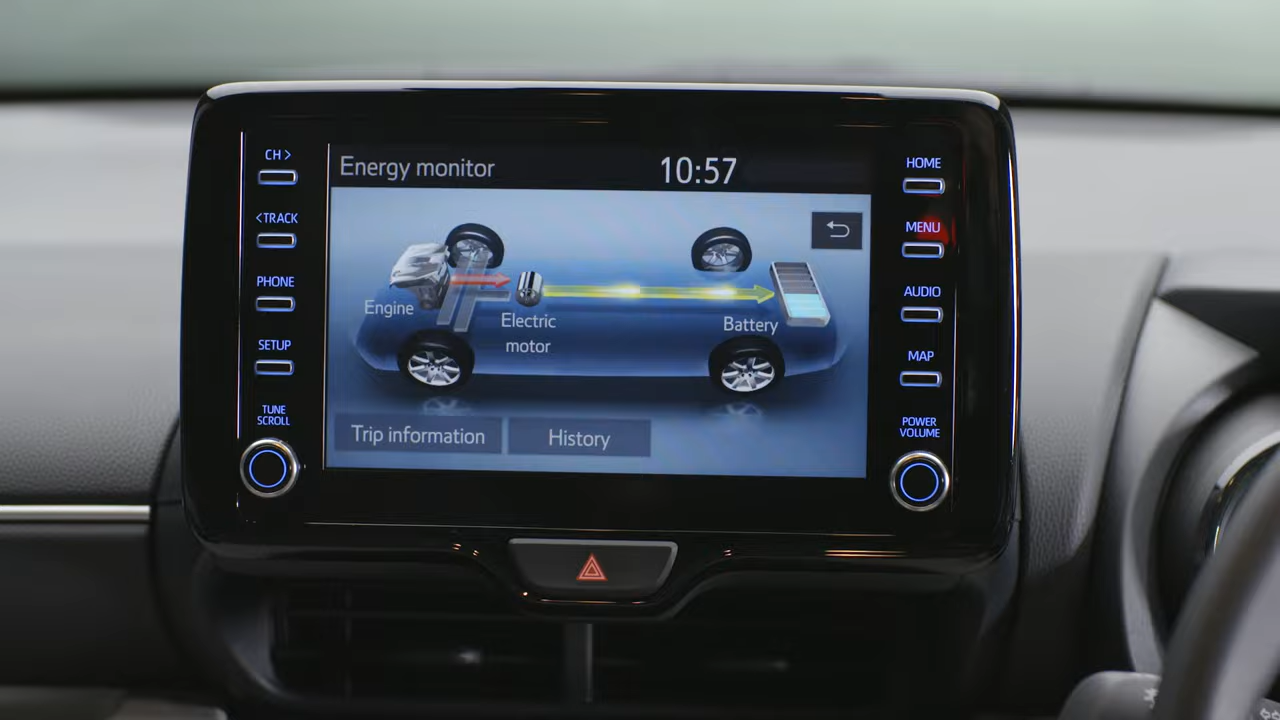 CH >
<TRACK
PHONE
SETUP
TUNE
SCROLL
Energy monitor
10:57
Engine
Electric
motor
Battery
Trip information
History
HOME
MENU
AUDIO
MAP
POWER
VOLUME